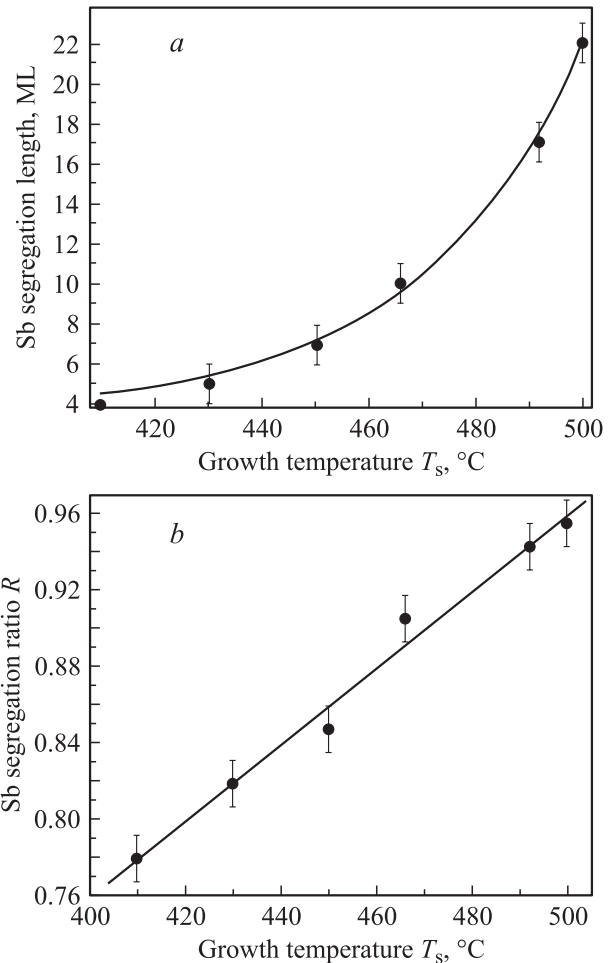 a
22
20
18
16
14
12
10
8
6
4
Sb segregation length, ML
420 440 460 480 500
Growth temperature Ts, °C
b
0.96
0.92
0.88
0.84
0.80
0.76
Sb segregation ratio R
400 420 440 460 480 500
Growth temperature Ts, °C